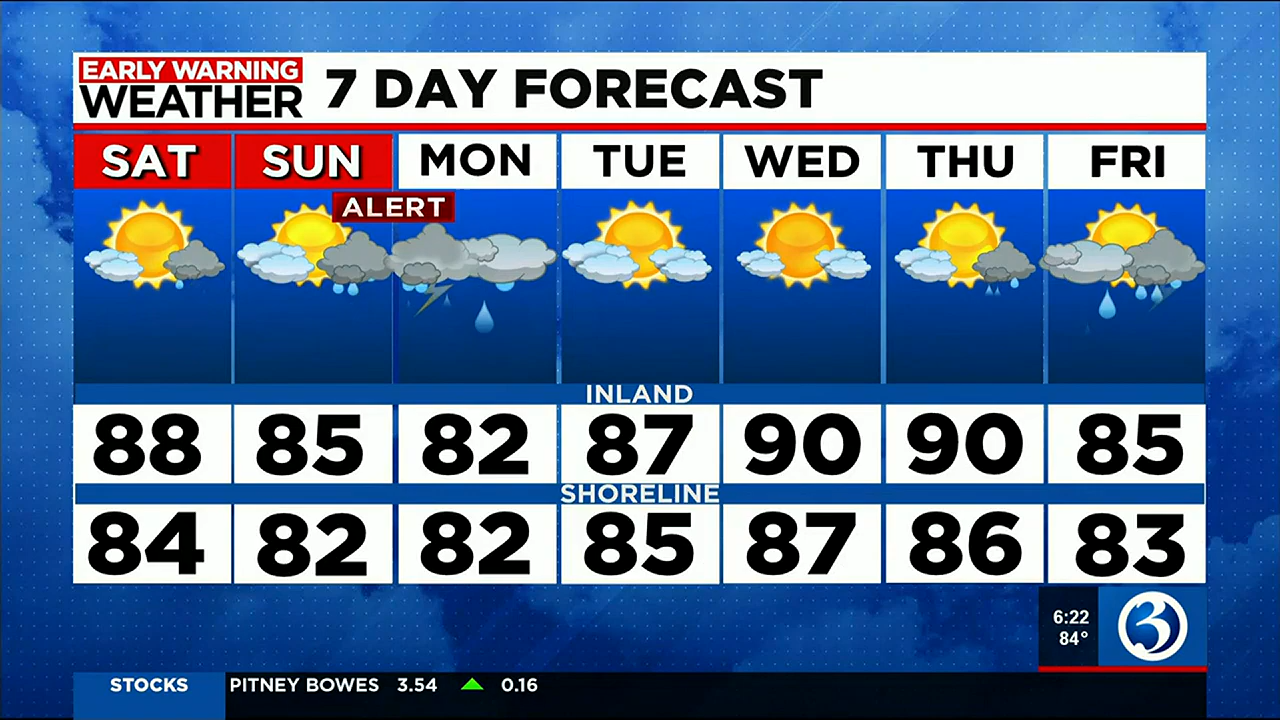 EARLY WARNING
WEATHER
7 DAY FORECAST
SAT SUN MON TUE WED THU FRI
ALERT
INLAND
88 85 82 87 90 90 85
SHORELINE
84 82 82 85 87 86 83
6:22
84°
3
STOCKS PITNEY BOWES 3.54 0.16